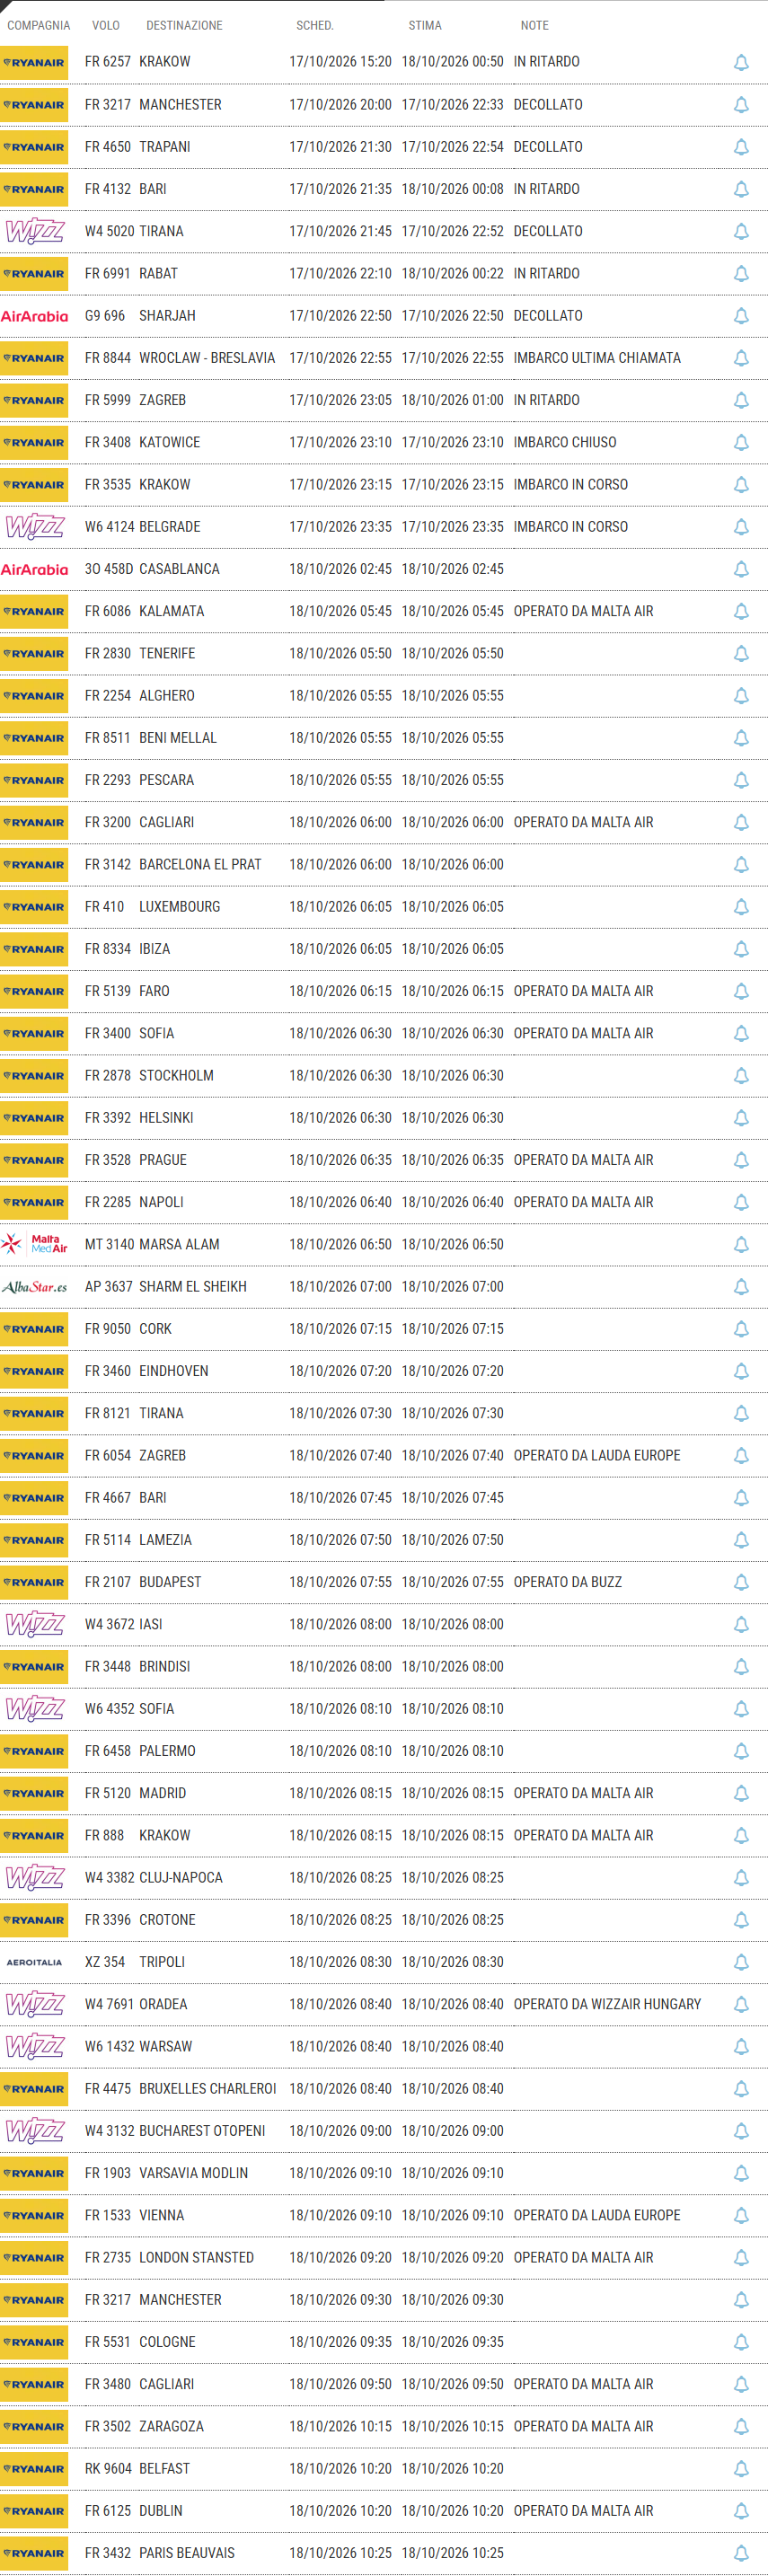 COMPAGNIA VOLO DESTINAZIONE SCHED. STIMA NOTE
RYANAIR FR 6257 KRAKOW 17/10/2026 15:20 18/10/2026 00:50 IN RITARDO
RYANAIR FR 3217 MANCHESTER 17/10/2026 20:00 17/10/2026 22:33 DECOLLATO
RYANAIR FR 4650 TRAPANI 17/10/2026 21:30 17/10/2026 22:54 DECOLLATO
RYANAIR FR 4132 BARI 17/10/2026 21:35 18/10/2026 00:08 IN RITARDO
WIZZ W4 5020 TIRANA 17/10/2026 21:45 17/10/2026 22:52 DECOLLATO
RYANAIR FR 6991 RABAT 17/10/2026 22:10 18/10/2026 00:22 IN RITARDO
AirArabia G9 696 SHARJAH 17/10/2026 22:50 17/10/2026 22:50 DECOLLATO
RYANAIR FR 8844 WROCLAW - BRESLAVIA 17/10/2026 22:55 17/10/2026 22:55 IMBARCO ULTIMA CHIAMATA
RYANAIR FR 5999 ZAGREB 17/10/2026 23:05 18/10/2026 01:00 IN RITARDO
RYANAIR FR 3408 KATOWICE 17/10/2026 23:10 17/10/2026 23:10 IMBARCO CHIUSO
RYANAIR FR 3535 KRAKOW 17/10/2026 23:15 17/10/2026 23:15 IMBARCO IN CORSO
WIZZ W6 4124 BELGRADE 17/10/2026 23:35 17/10/2026 23:35 IMBARCO IN CORSO
AirArabia 3O 458D CASABLANCA 18/10/2026 02:45 18/10/2026 02:45
RYANAIR FR 6086 KALAMATA 18/10/2026 05:45 18/10/2026 05:45 OPERATO DA MALTA AIR
RYANAIR FR 2830 TENERIFE 18/10/2026 05:50 18/10/2026 05:50
RYANAIR FR 2254 ALGHERO 18/10/2026 05:55 18/10/2026 05:55
RYANAIR FR 8511 BENI MELLAL 18/10/2026 05:55 18/10/2026 05:55
RYANAIR FR 2293 PESCARA 18/10/2026 05:55 18/10/2026 05:55
RYANAIR FR 3200 CAGLIARI 18/10/2026 06:00 18/10/2026 06:00 OPERATO DA MALTA AIR
RYANAIR FR 3142 BARCELONA EL PRAT 18/10/2026 06:00 18/10/2026 06:00
RYANAIR FR 410 LUXEMBOURG 18/10/2026 06:05 18/10/2026 06:05
RYANAIR FR 8334 IBIZA 18/10/2026 06:05 18/10/2026 06:05
RYANAIR FR 5139 FARO 18/10/2026 06:15 18/10/2026 06:15 OPERATO DA MALTA AIR
RYANAIR FR 3400 SOFIA 18/10/2026 06:30 18/10/2026 06:30 OPERATO DA MALTA AIR
RYANAIR FR 2878 STOCKHOLM 18/10/2026 06:30 18/10/2026 06:30
RYANAIR FR 3392 HELSINKI 18/10/2026 06:30 18/10/2026 06:30
RYANAIR FR 3528 PRAGUE 18/10/2026 06:35 18/10/2026 06:35 OPERATO DA MALTA AIR
RYANAIR FR 2285 NAPOLI 18/10/2026 06:40 18/10/2026 06:40 OPERATO DA MALTA AIR
Malta MedAir MT 3140 MARSA ALAM 18/10/2026 06:50 18/10/2026 06:50
AlbaStar.es AP 3637 SHARM EL SHEIKH 18/10/2026 07:00 18/10/2026 07:00
RYANAIR FR 9050 CORK 18/10/2026 07:15 18/10/2026 07:15
RYANAIR FR 3460 EINDHOVEN 18/10/2026 07:20 18/10/2026 07:20
RYANAIR FR 8121 TIRANA 18/10/2026 07:30 18/10/2026 07:30
RYANAIR FR 6054 ZAGREB 18/10/2026 07:40 18/10/2026 07:40 OPERATO DA LAUDA EUROPE
RYANAIR FR 4667 BARI 18/10/2026 07:45 18/10/2026 07:45
RYANAIR FR 5114 LAMEZIA 18/10/2026 07:50 18/10/2026 07:50
RYANAIR FR 2107 BUDAPEST 18/10/2026 07:55 18/10/2026 07:55 OPERATO DA BUZZ
WIZZ W4 3672 IASI 18/10/2026 08:00 18/10/2026 08:00
RYANAIR FR 3448 BRINDISI 18/10/2026 08:00 18/10/2026 08:00
WIZZ W6 4352 SOFIA 18/10/2026 08:10 18/10/2026 08:10
RYANAIR FR 6458 PALERMO 18/10/2026 08:10 18/10/2026 08:10
RYANAIR FR 5120 MADRID 18/10/2026 08:15 18/10/2026 08:15 OPERATO DA MALTA AIR
RYANAIR FR 888 KRAKOW 18/10/2026 08:15 18/10/2026 08:15 OPERATO DA MALTA AIR
WIZZ W4 3382 CLUJ-NAPOCA 18/10/2026 08:25 18/10/2026 08:25
RYANAIR FR 3396 CROTONE 18/10/2026 08:25 18/10/2026 08:25
AEROITALIA XZ 354 TRIPOLI 18/10/2026 08:30 18/10/2026 08:30
WIZZ W4 7691 ORADEA 18/10/2026 08:40 18/10/2026 08:40 OPERATO DA WIZZAIR HUNGARY
WIZZ W6 1432 WARSAW 18/10/2026 08:40 18/10/2026 08:40
RYANAIR FR 4475 BRUXELLES CHARLEROI 18/10/2026 08:40 18/10/2026 08:40
WIZZ W4 3132 BUCHAREST OTOPENI 18/10/2026 09:00 18/10/2026 09:00
RYANAIR FR 1903 VARSAVIA MODLIN 18/10/2026 09:10 18/10/2026 09:10
RYANAIR FR 1533 VIENNA 18/10/2026 09:10 18/10/2026 09:10 OPERATO DA LAUDA EUROPE
RYANAIR FR 2735 LONDON STANSTED 18/10/2026 09:20 18/10/2026 09:20 OPERATO DA MALTA AIR
RYANAIR FR 3217 MANCHESTER 18/10/2026 09:30 18/10/2026 09:30
RYANAIR FR 5531 COLOGNE 18/10/2026 09:35 18/10/2026 09:35
RYANAIR FR 3480 CAGLIARI 18/10/2026 09:50 18/10/2026 09:50 OPERATO DA MALTA AIR
RYANAIR FR 3502 ZARAGOZA 18/10/2026 10:15 18/10/2026 10:15 OPERATO DA MALTA AIR
RYANAIR RK 9604 BELFAST 18/10/2026 10:20 18/10/2026 10:20
RYANAIR FR 6125 DUBLIN 18/10/2026 10:20 18/10/2026 10:20 OPERATO DA MALTA AIR
RYANAIR FR 3432 PARIS BEAUVAIS 18/10/2026 10:25 18/10/2026 10:25